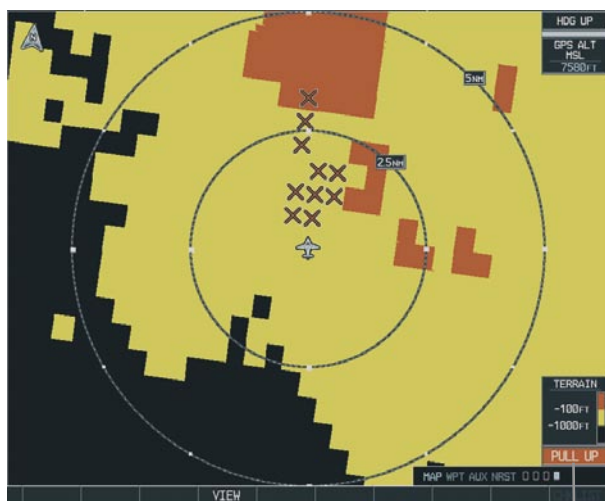 HDG UP
GPS ALT
MSL
7580FT
5NM
2.5NM
TERRAIN
-100FT
-1000FT
PULL UP
MAP WPT AUX NRST
VIEW